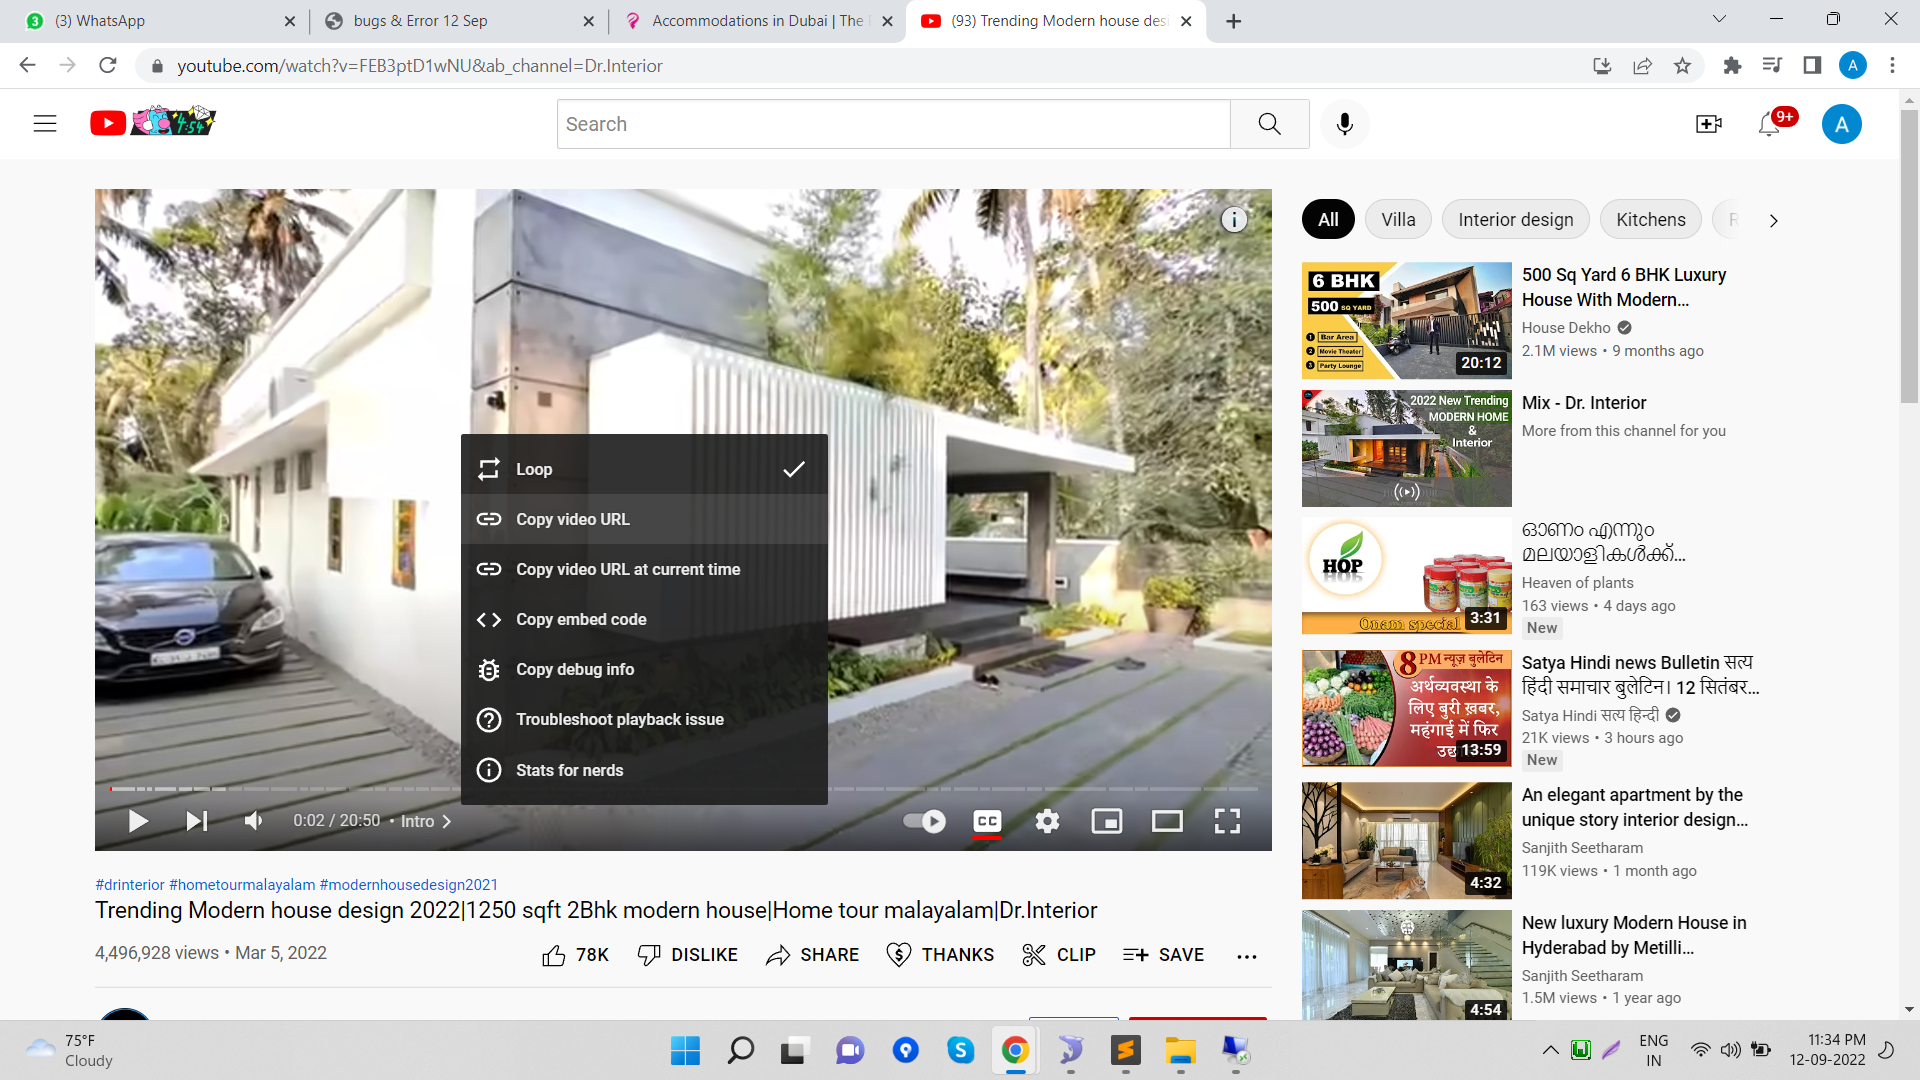 (3) WhatsApp
bugs & Error 12 Sep
Accommodations in Dubai | The
(93) Trending Modern house des
youtube.com/watch?v=FEB3ptD1wNU&ab_channel=Dr.Interior
A
4:54
Search
9+
A
All
Villa
Interior design
Kitchens
R
6 BHK
500 SQ YARD
1 Bar Area
2 Movie Theater
3 Party Lounge
20:12
500 Sq Yard 6 BHK Luxury
House With Modern...
House Dekho
2.1M views • 9 months ago
2022 New Trending
MODERN HOME
&
Interior
Mix - Dr. Interior
More from this channel for you
HOP
Onam special
3:31
ഓണം എന്നും
മലയാളികൾക്ക്...
Heaven of plants
163 views • 4 days ago
New
8 PM न्यूज़ बुलेटिन
अर्थव्यवस्था के
लिए बुरी ख़बर,
महंगाई में फिर
13:59
Satya Hindi news Bulletin सत्य
हिंदी समाचार बुलेटिन। 12 सितंबर...
Satya Hindi सत्य हिन्दी
21K views • 3 hours ago
New
4:32
An elegant apartment by the
unique story interior design...
Sanjith Seetharam
119K views • 1 month ago
4:54
New luxury Modern House in
Hyderabad by Metilli...
Sanjith Seetharam
1.5M views • 1 year ago
Loop
Copy video URL
Copy video URL at current time
Copy embed code
Copy debug info
Troubleshoot playback issue
Stats for nerds
0:02 / 20:50 • Intro
CC
#drinterior #hometourmalayalam #modernhousedesign2021
Trending Modern house design 2022|1250 sqft 2Bhk modern house|Home tour malayalam|Dr.Interior
4,496,928 views • Mar 5, 2022
78K
DISLIKE
SHARE
THANKS
CLIP
SAVE
75°F
Cloudy
ENG
IN
11:34 PM
12-09-2022